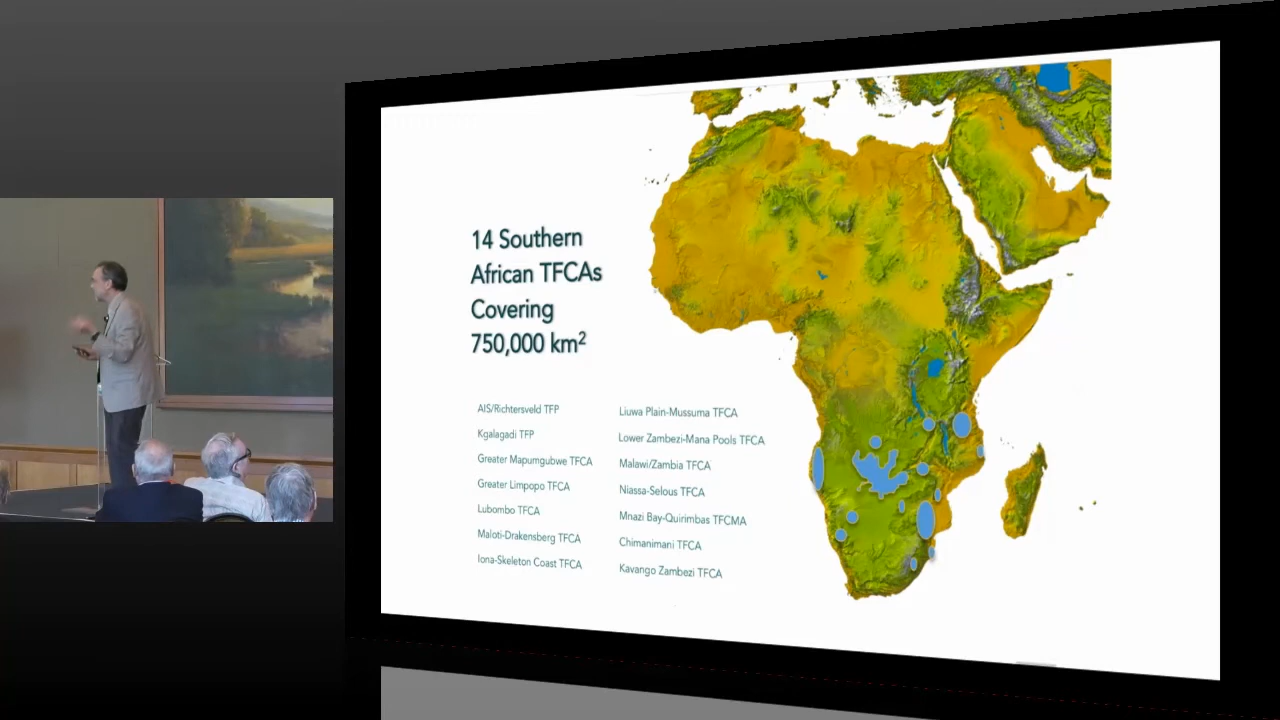 14 Southern
African TFCAs
Covering
750,000 km²
AIS/Richtersveld TFP
Kgalagadi TFP
Greater Mapumgubwe TFCA
Greater Limpopo TFCA
Lubombo TFCA
Maloti-Drakensberg TFCA
Iona-Skeleton Coast TFCA
Liuwa Plain-Mussuma TFCA
Lower Zambezi-Mana Pools TFCA
Malawi/Zambia TFCA
Niassa-Selous TFCA
Mnazi Bay-Quirimbas TFCMA
Chimanimani TFCA
Kavango Zambezi TFCA